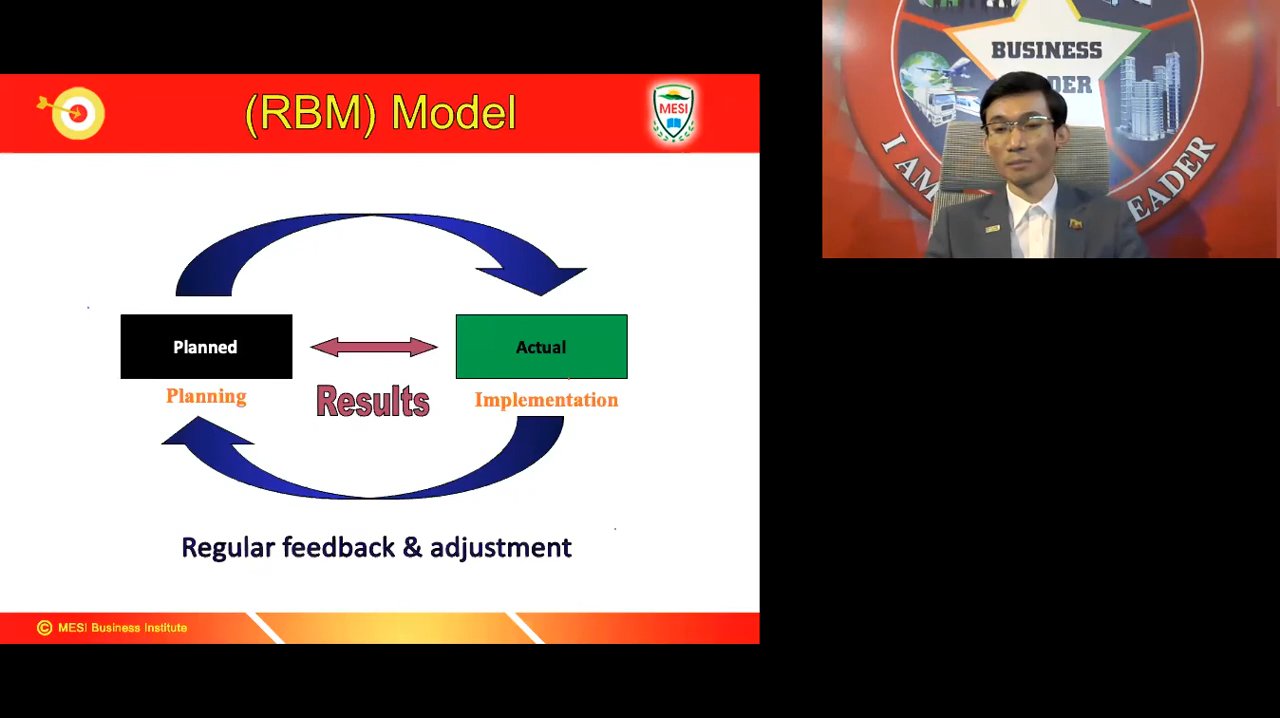 (RBM) Model
MESI
Planned
Actual
Planning
Results
Implementation
Regular feedback & adjustment
© MESI Business Institute
BUSINESS
DER
I AM
EADER